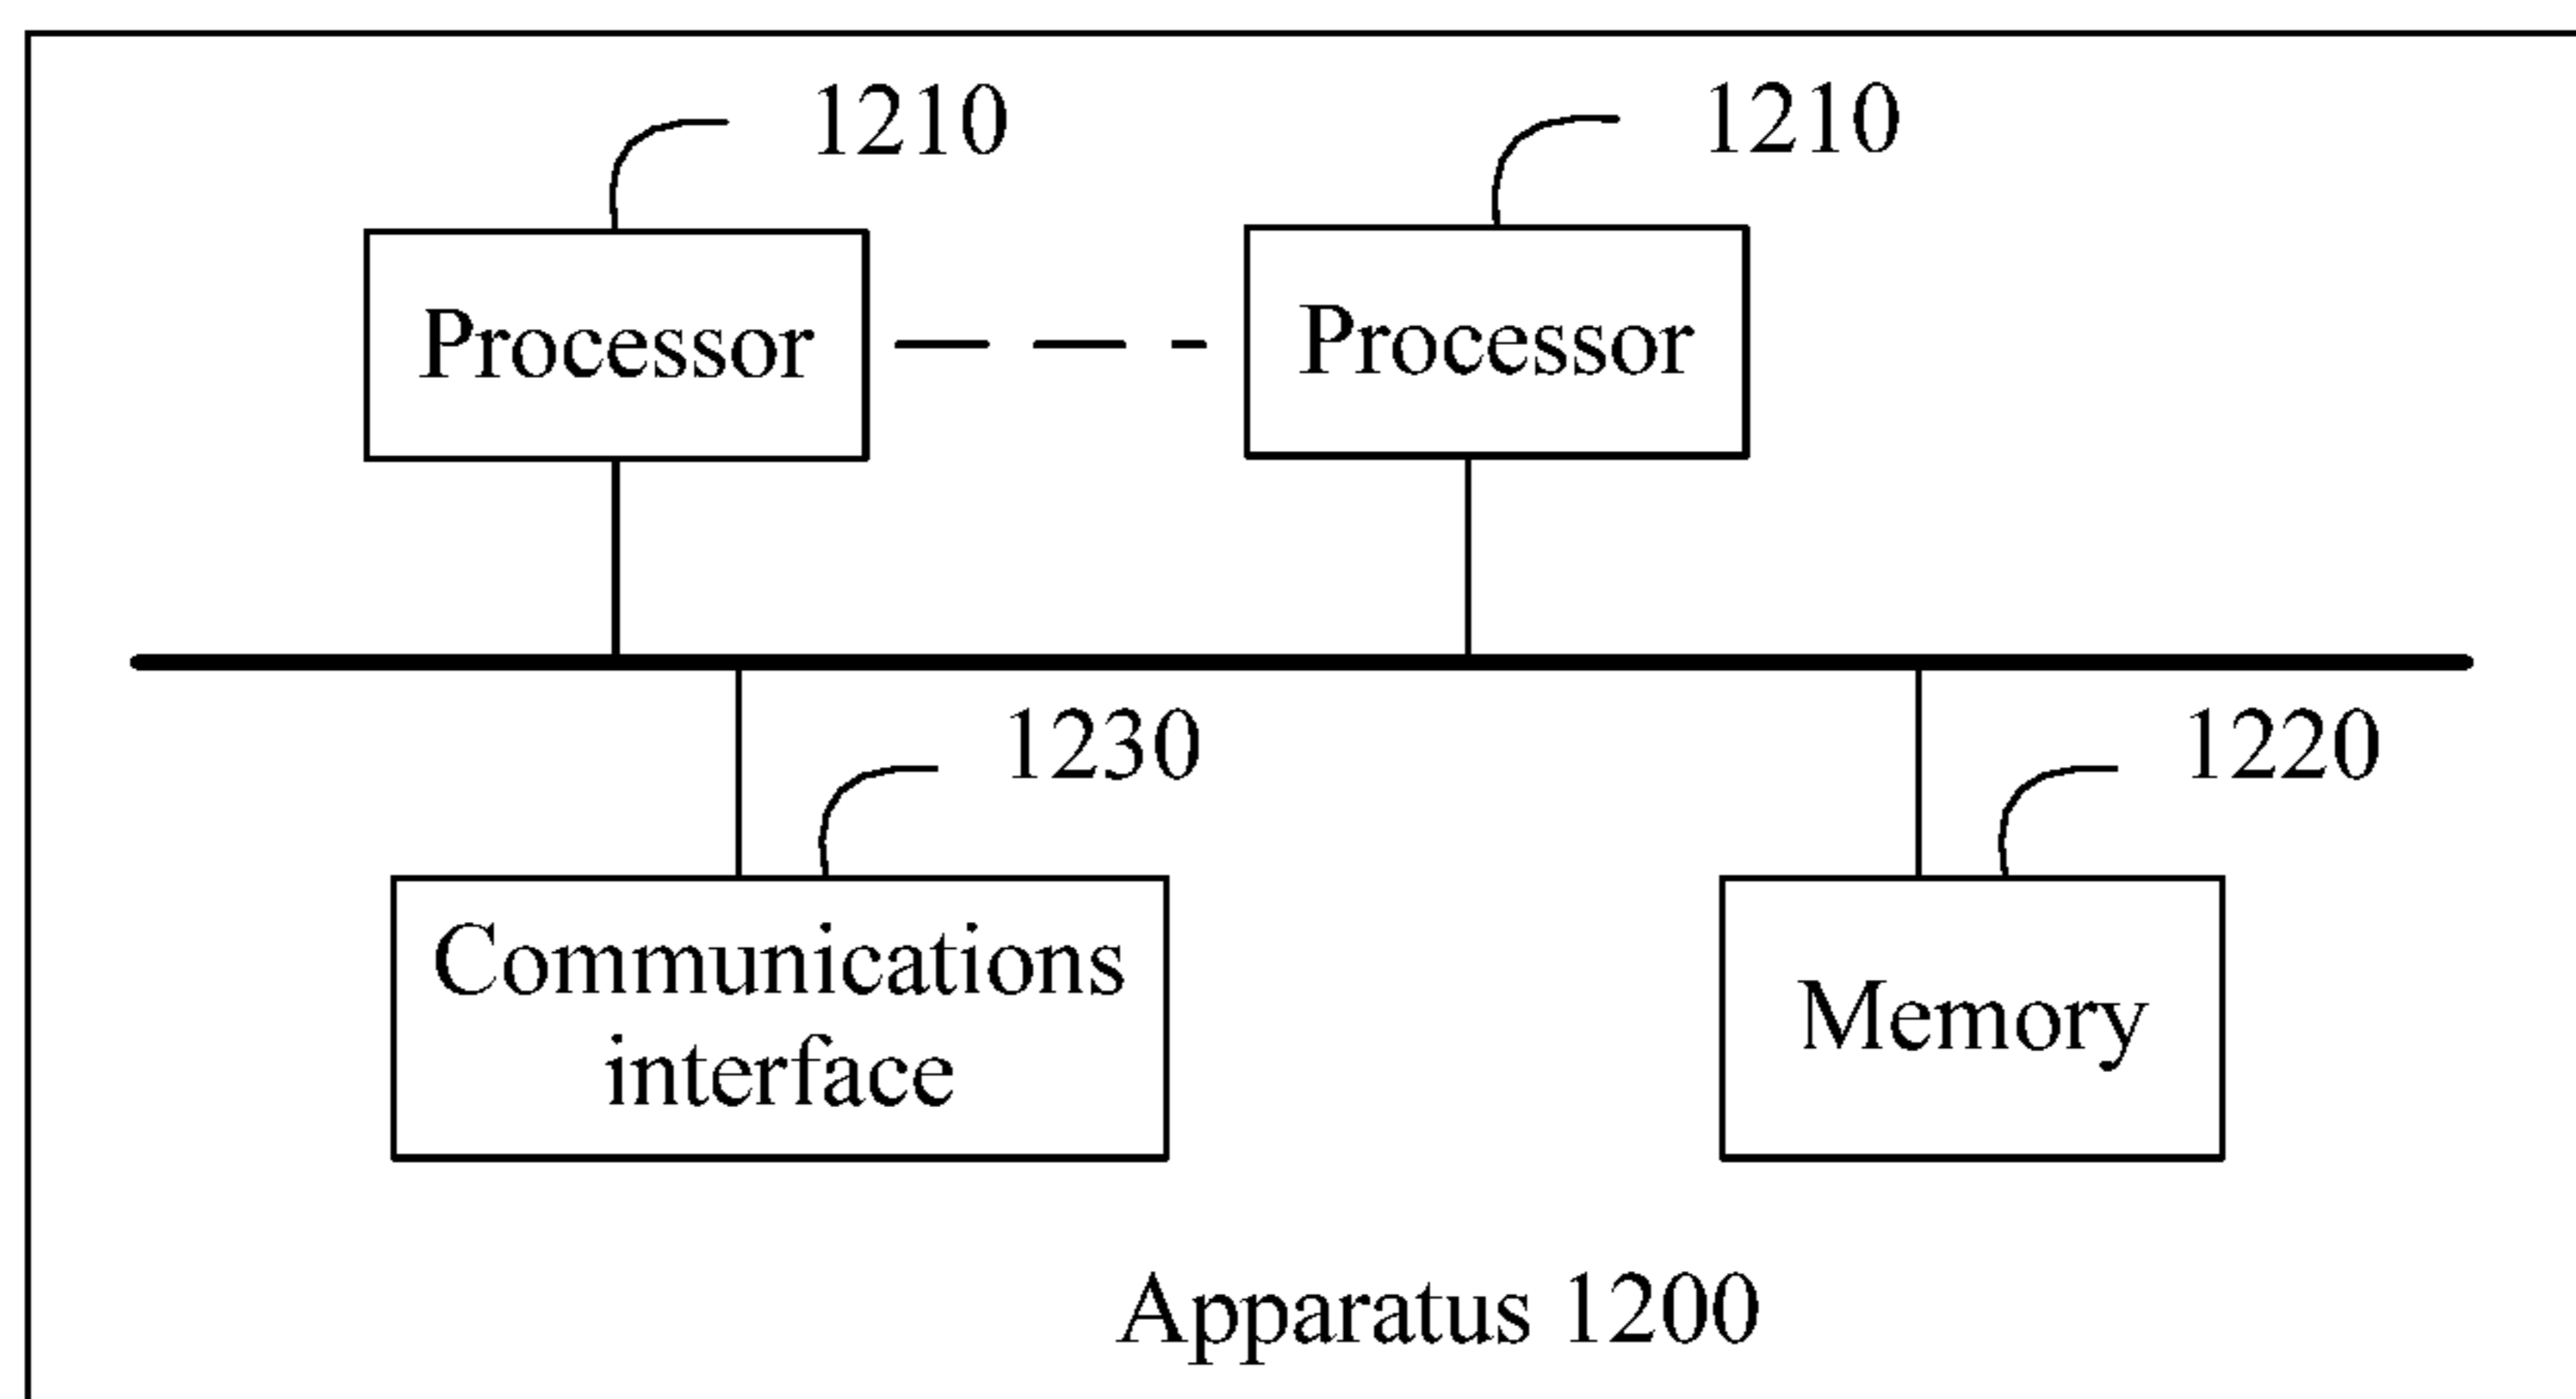 1210
1210
Processor
Processor
1230
1220
Communications
interface
Memory
Apparatus 1200